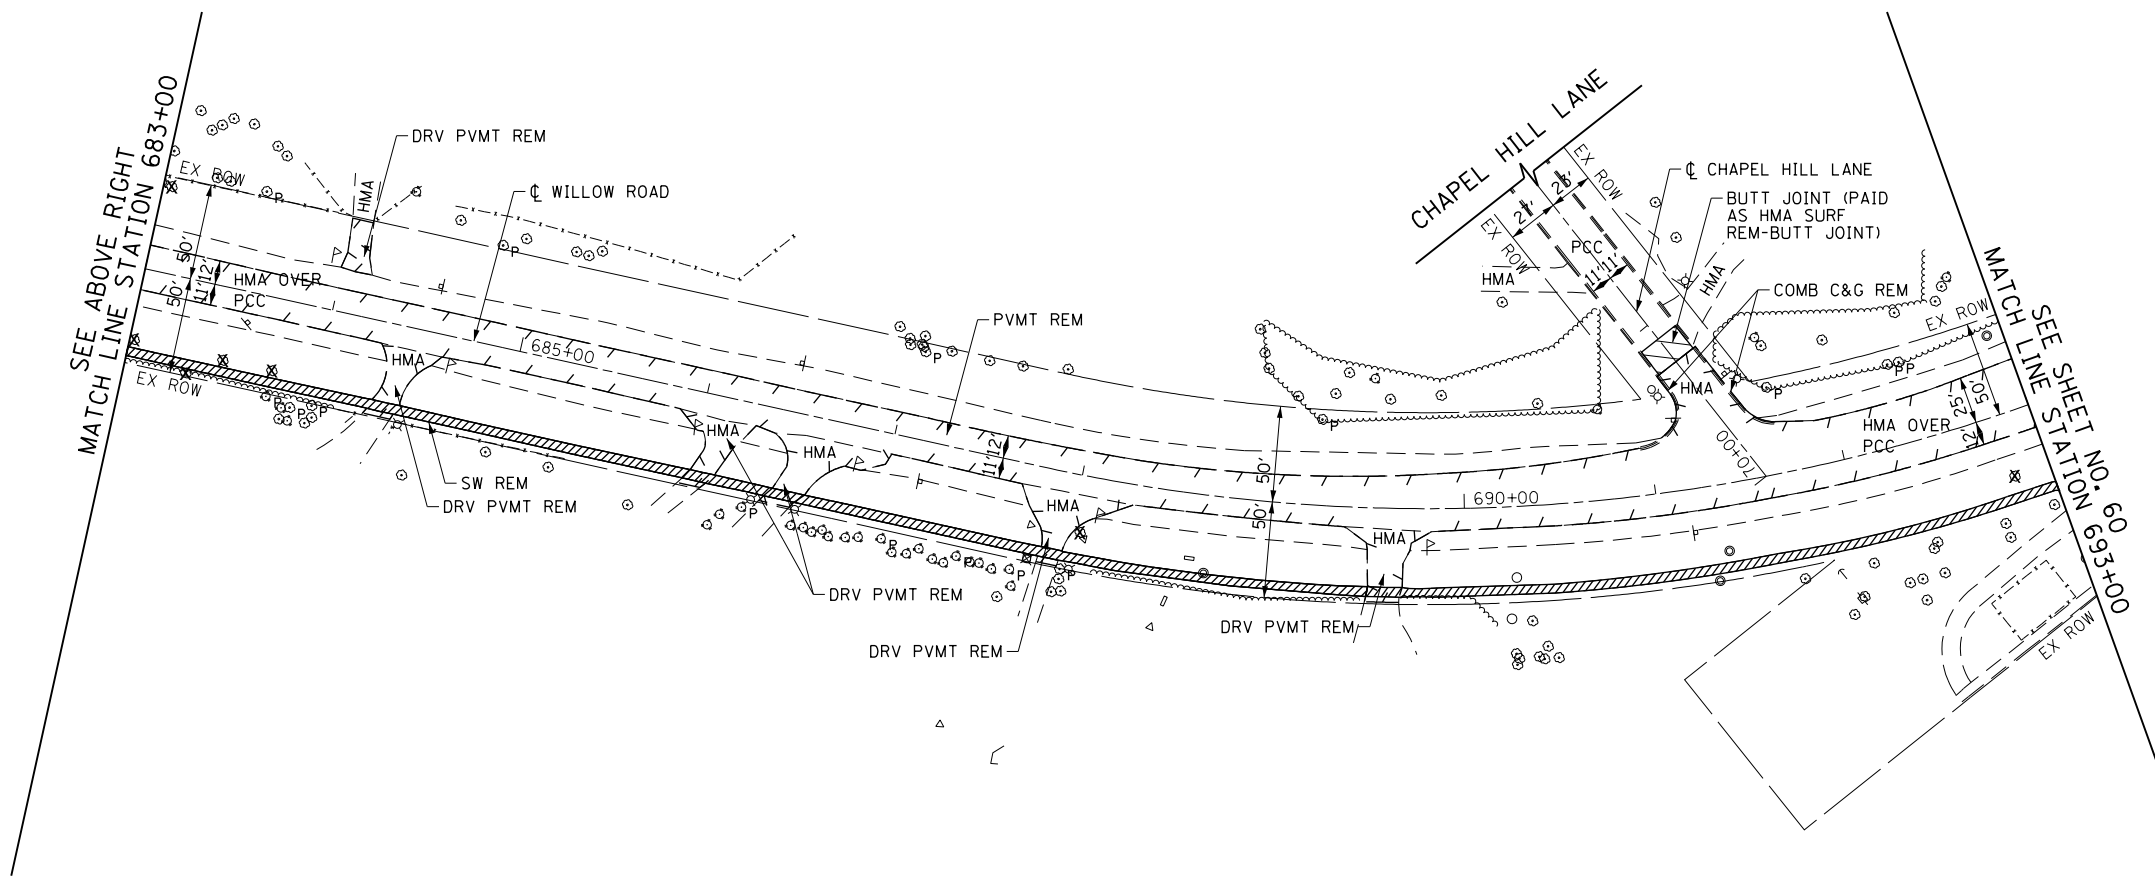 SEE ABOVE RIGHT
MATCH LINE STATION 683+00
EX ROW
P
50'
50'
11'
12'
HMA OVER
PCC
EX ROW
HMA
DRV PVMT REM
℄ WILLOW ROAD
P
685+00
HMA
P
P
P
SW REM
DRV PVMT REM
HMA
HMA
P
P
PVMT REM
11'
12'
HMA
P
P
P
P
DRV PVMT REM
DRV PVMT REM
50'
50'
P
HMA
DRV PVMT REM
690+00
CHAPEL HILL LANE
EX ROW
EX ROW
27'
PCC
HMA
11'
11'
HMA
℄ CHAPEL HILL LANE
BUTT JOINT (PAID
AS HMA SURF
REM-BUTT JOINT)
COMB C&G REM
HMA
P
70+00
PP
EX ROW
25'
50'
12'
HMA OVER
PCC
EX ROW
SEE SHEET NO. 60
MATCH LINE STATION 693+00